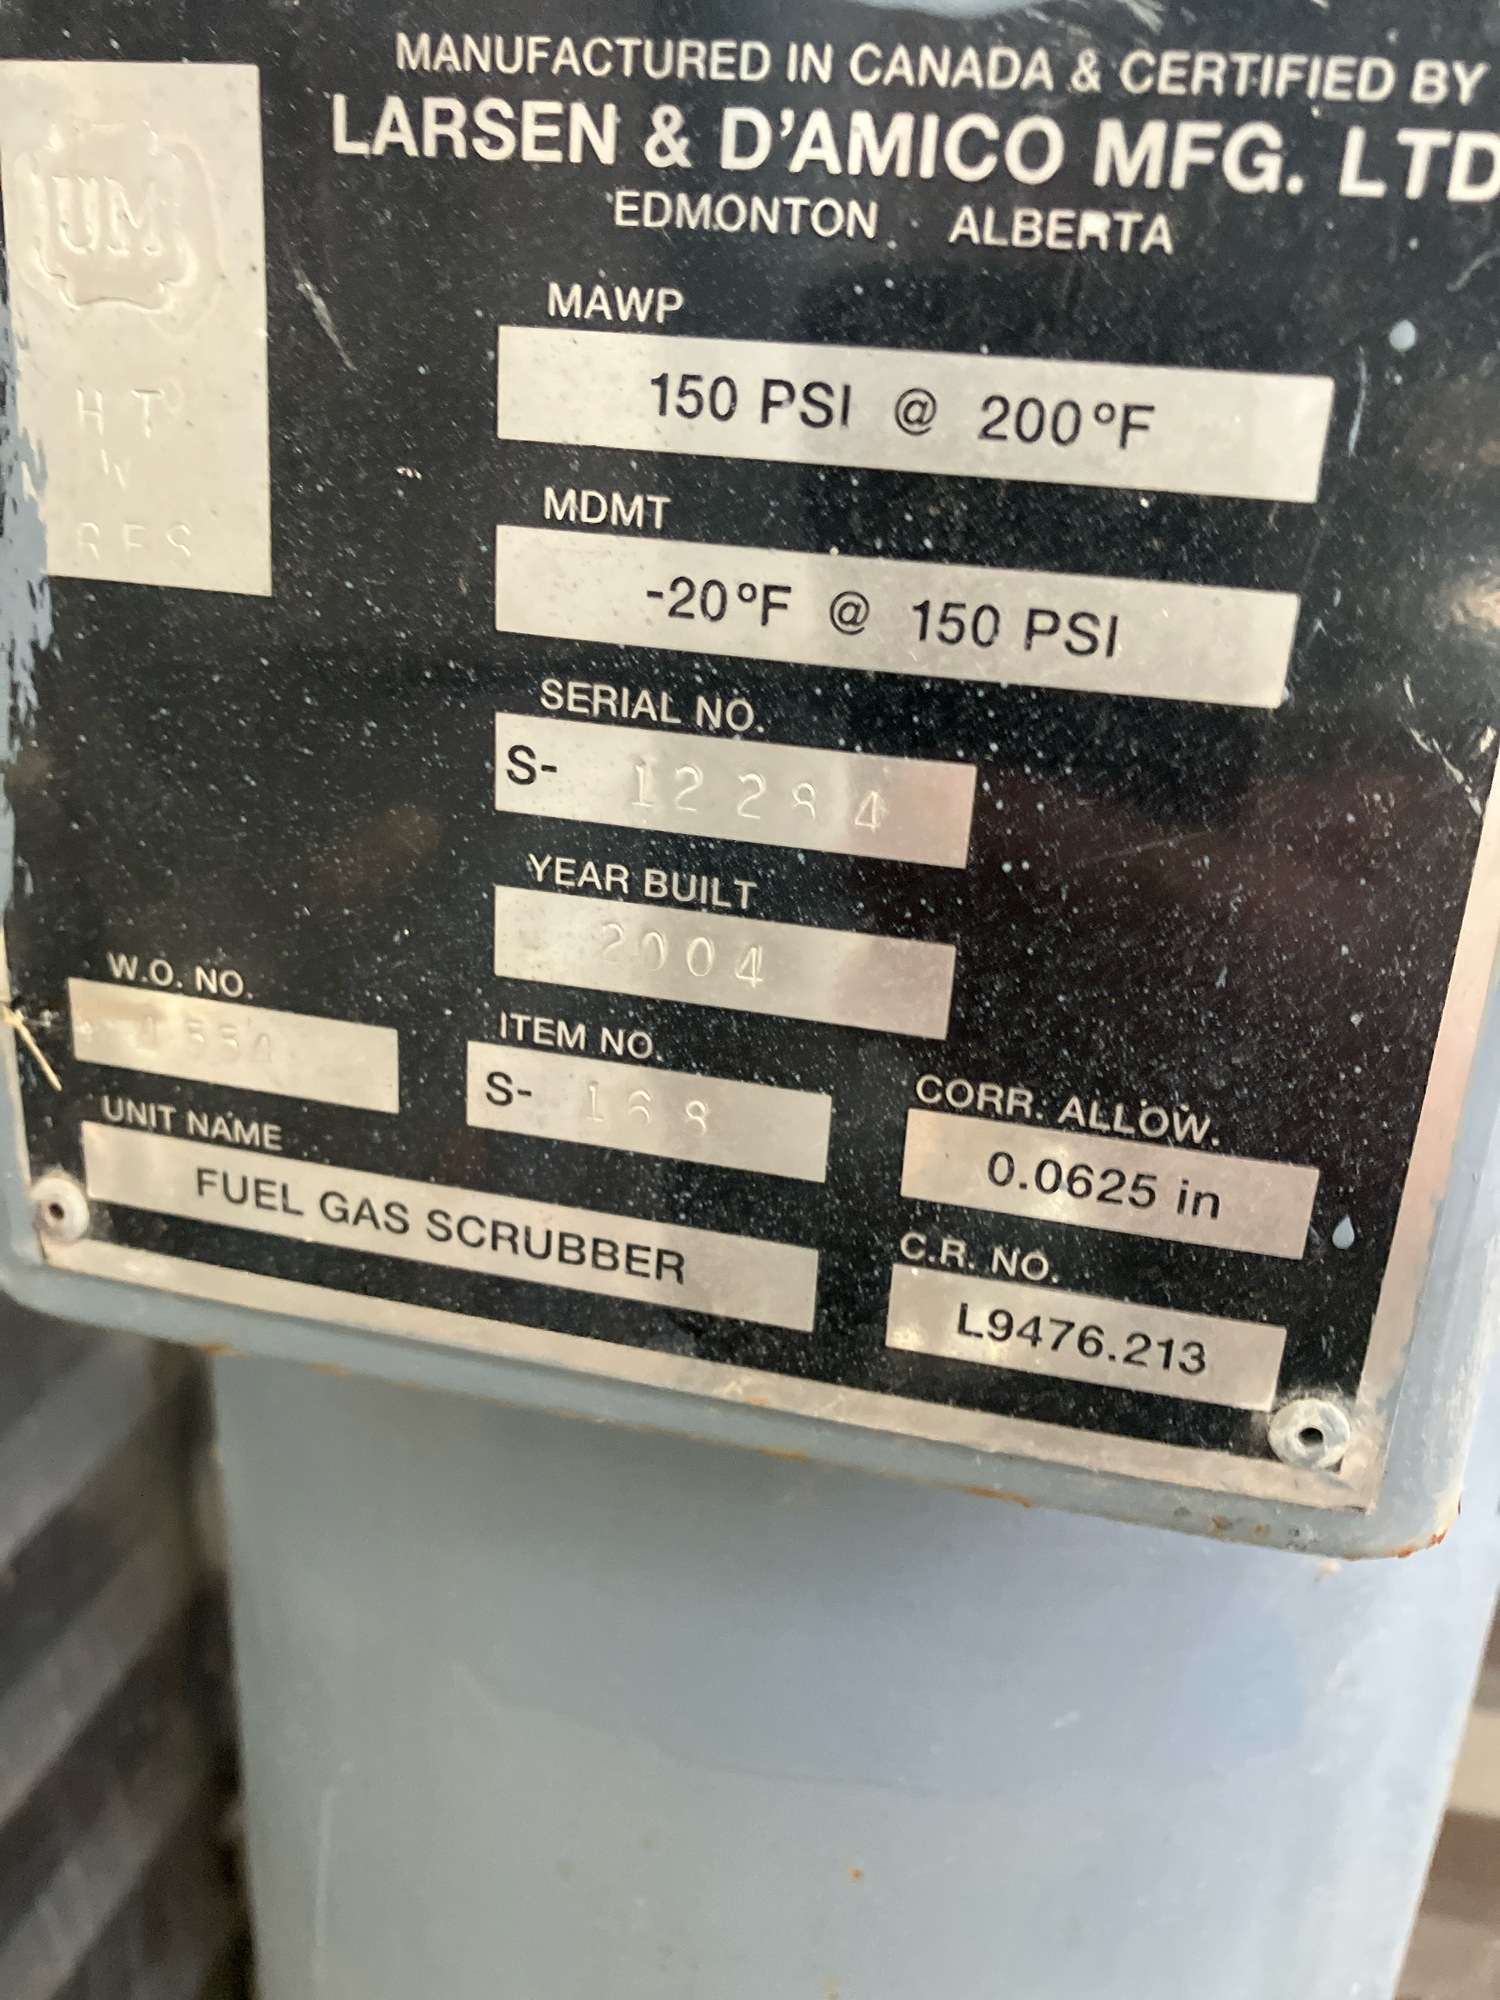 MANUFACTURED IN CANADA & CERTIFIED BY
LARSEN & D'AMICO MFG. LTD
EDMONTON ALBERTA
UM
H T
W
RES
MAWP
150 PSI @ 200°F
MDMT
-20°F @ 150 PSI
SERIAL NO.
S- 12284
YEAR BUILT
2004
W.O. NO.
ITEM NO.
S- 168
UNIT NAME
FUEL GAS SCRUBBER
CORR. ALLOW.
0.0625 in
C.R. NO.
L9476.213